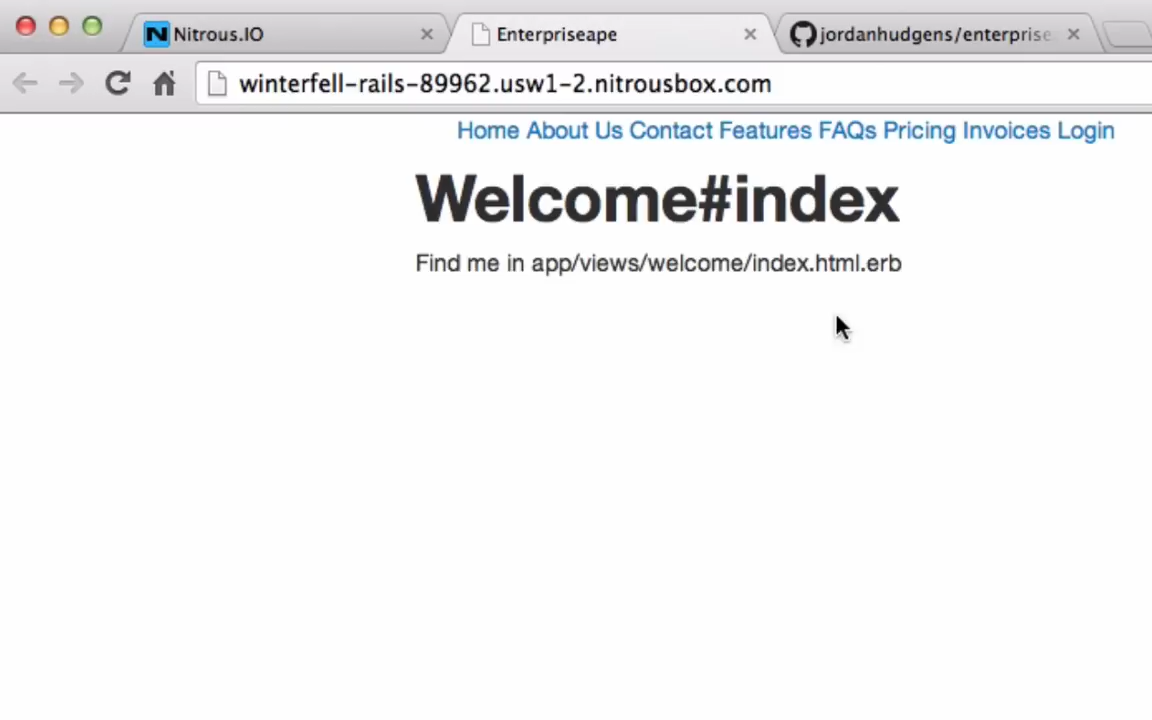 Nitrous.IO
Enterpriseape
jordanhudgens/enterprise
winterfell-rails-89962.usw1-2.nitrousbox.com
Home About Us Contact Features FAQs Pricing Invoices Login
Welcome#index
Find me in app/views/welcome/index.html.erb